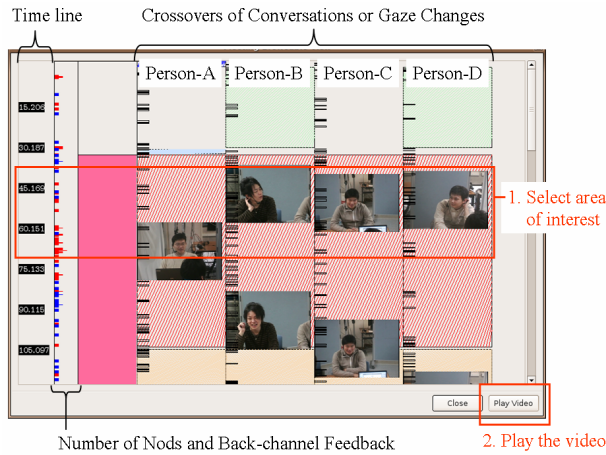 Time line
Crossovers of Conversations or Gaze Changes
Person-A
Person-B
Person-C
Person-D
15.206
30.187
45.169
60.151
75.133
90.115
105.097
1. Select area
of interest
Close
Play Video
Number of Nods and Back-channel Feedback
2. Play the video